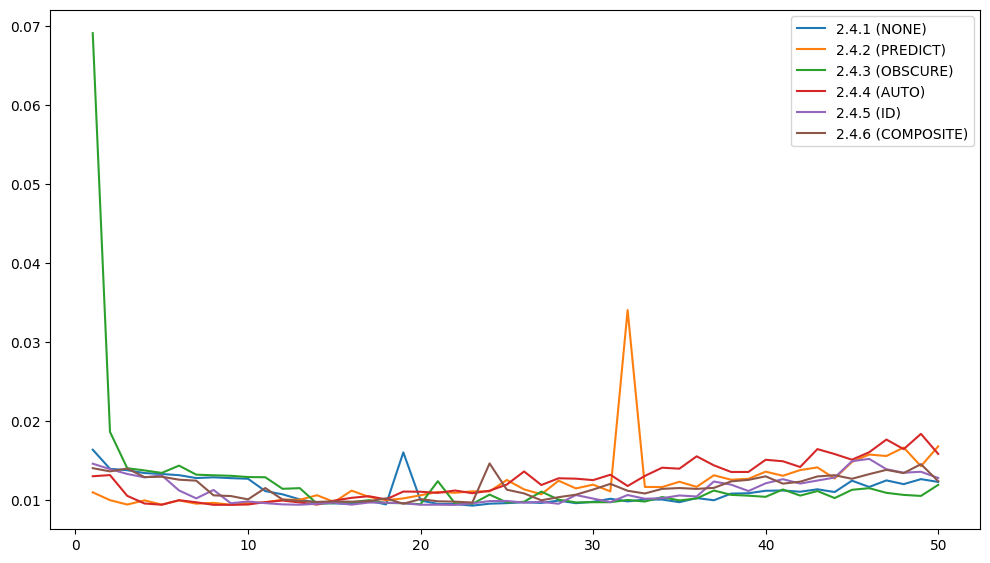 0.07
0.06
0.05
0.04
0.03
0.02
0.01
0
10
20
30
40
50
2.4.1 (NONE)
2.4.2 (PREDICT)
2.4.3 (OBSCURE)
2.4.4 (AUTO)
2.4.5 (ID)
2.4.6 (COMPOSITE)